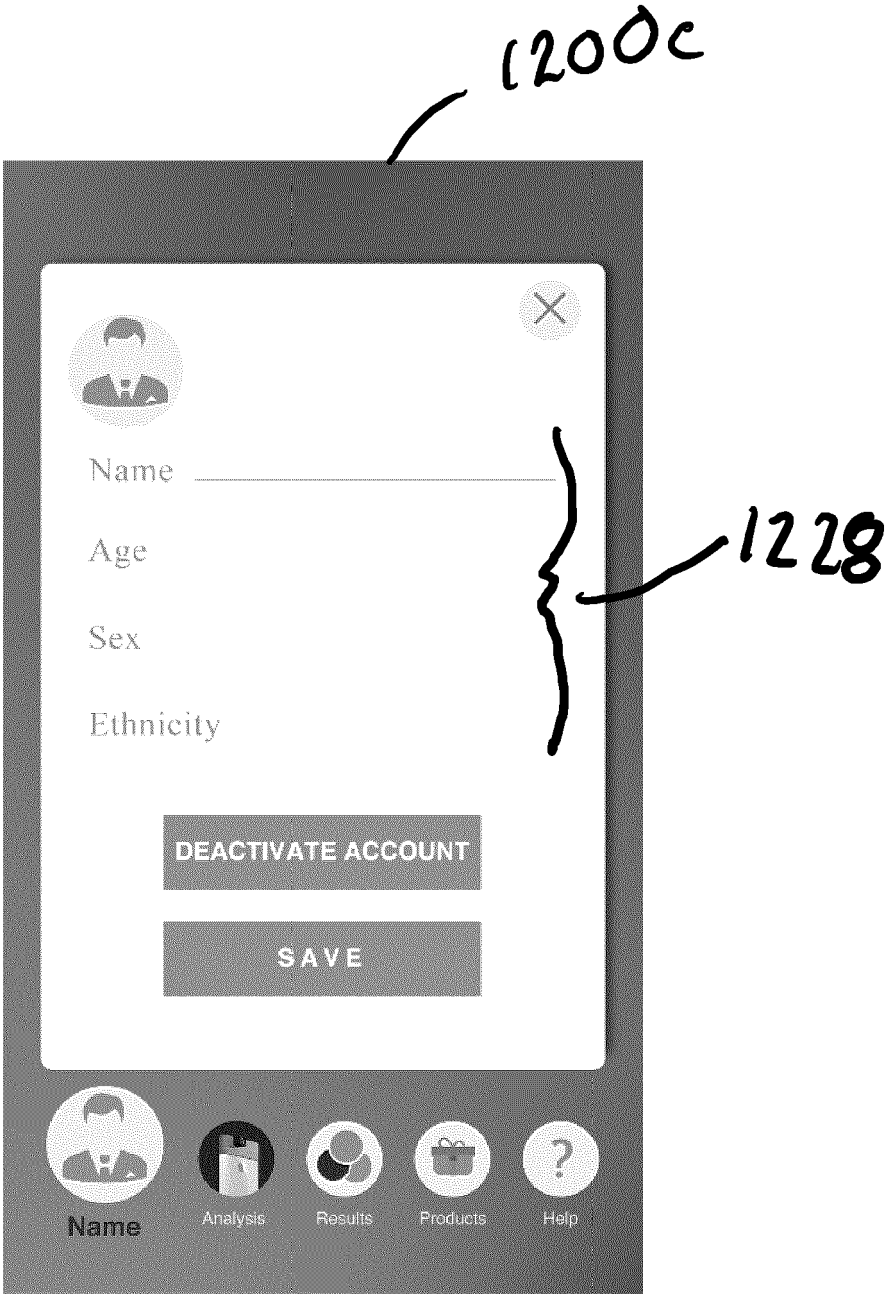 1200c
Name
Age
1228
Sex
Ethnicity
DEACTIVATE ACCOUNT
SAVE
Name Analysis Results Products Help
?